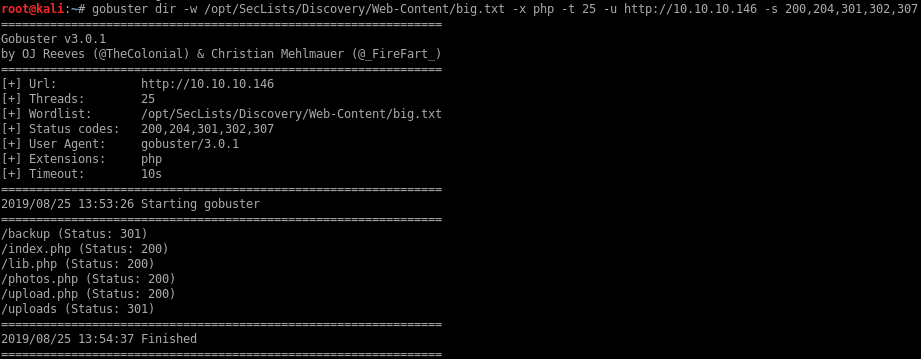 root@kali:~# gobuster dir -w /opt/SecLists/Discovery/Web-Content/big.txt -x php -t 25 -u http://10.10.10.146 -s 200,204,301,302,307
===============================================================
Gobuster v3.0.1
by OJ Reeves (@TheColonial) & Christian Mehlmauer (@_FireFart_)
===============================================================
[+] Url:            http://10.10.10.146
[+] Threads:        25
[+] Wordlist:       /opt/SecLists/Discovery/Web-Content/big.txt
[+] Status codes:   200,204,301,302,307
[+] User Agent:     gobuster/3.0.1
[+] Extensions:     php
[+] Timeout:        10s
===============================================================
2019/08/25 13:53:26 Starting gobuster
===============================================================
/backup (Status: 301)
/index.php (Status: 200)
/lib.php (Status: 200)
/photos.php (Status: 200)
/upload.php (Status: 200)
/uploads (Status: 301)
===============================================================
2019/08/25 13:54:37 Finished
===============================================================